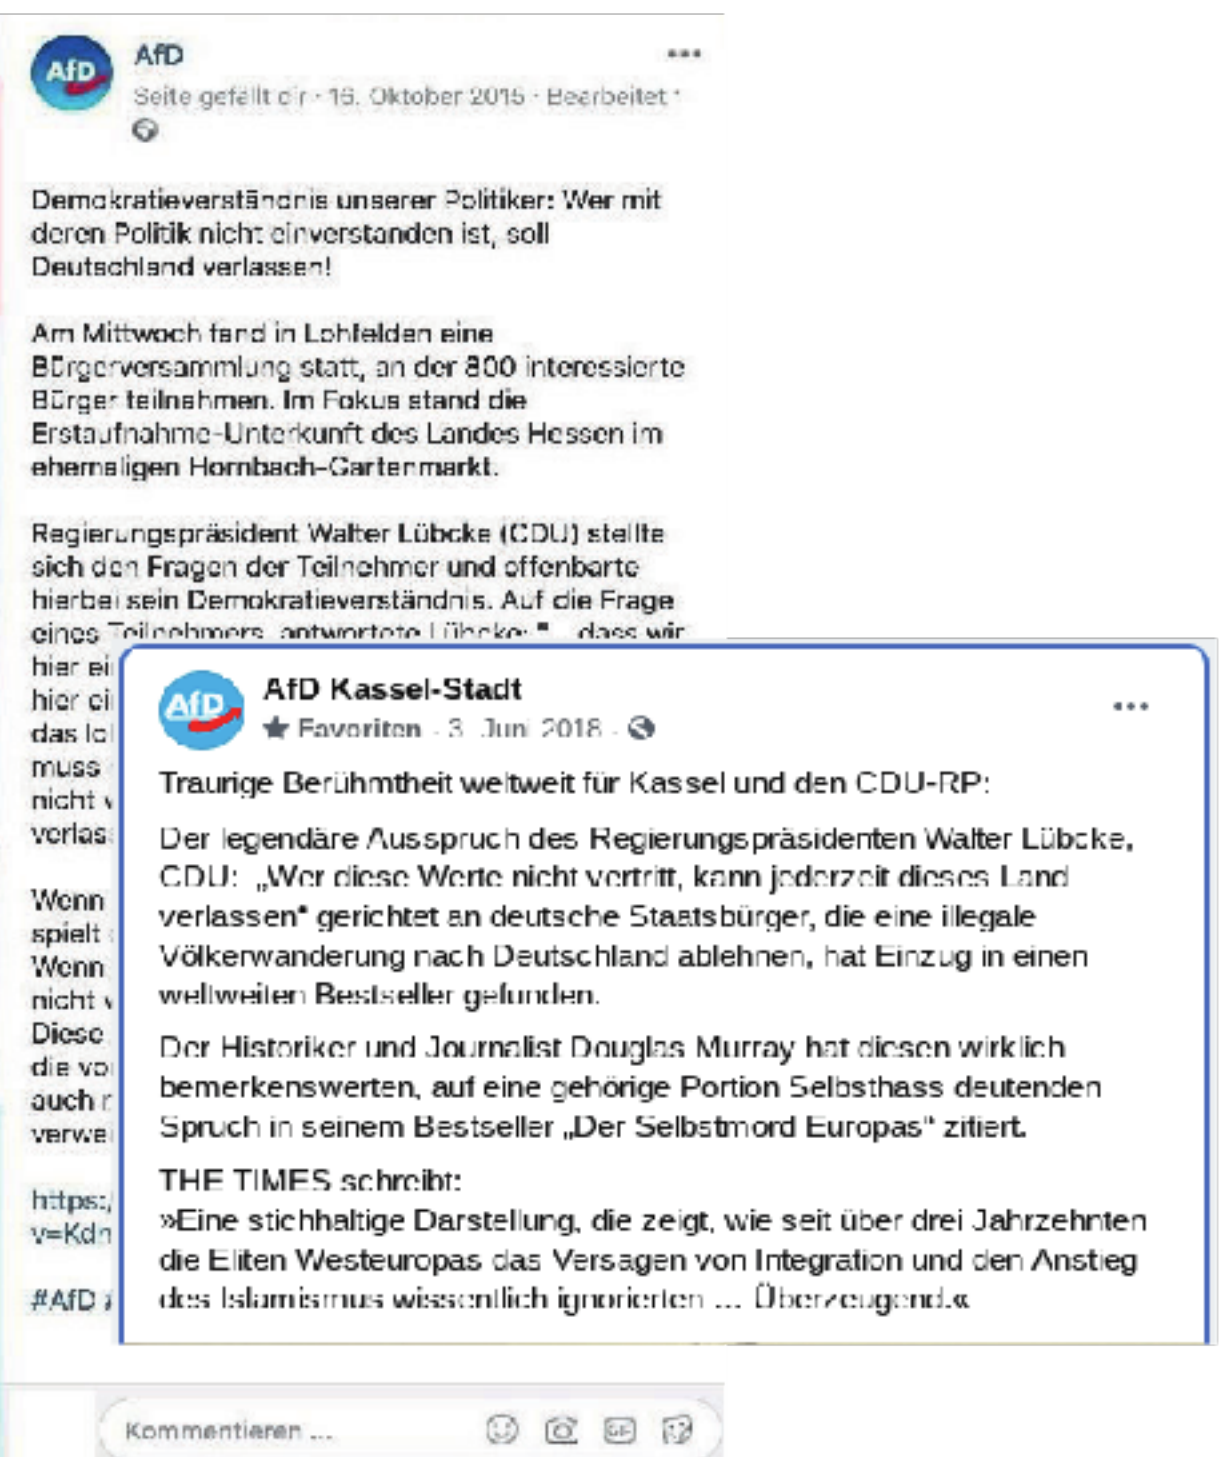 AfD
AfD
Seite gefällt dir · 16. Oktober 2015 · Bearbeitet ·
Demokratieverständnis unserer Politiker: Wer mit
deren Politik nicht einverstanden ist, soll
Deutschland verlassen!
Am Mittwoch fand in Lohfelden eine
Bürgerversammlung statt, an der 800 interessierte
Bürger teilnahmen. Im Fokus stand die
Erstaufnahme-Unterkunft des Landes Hessen im
ehemaligen Hornbach-Gartenmarkt.
Regierungspräsident Walter Lübcke (CDU) stellte
sich den Fragen der Teilnehmer und offenbarte
hierbei sein Demokratieverständnis. Auf die Frage
eines Teilnehmers, antwortete Lübcke: "... dass wir
hier
hier
das
muss
nicht
Wenn
spielt
Wenn
nicht
Diese
die
auch
https:/
v=Kdn
#AfD
AfD
AfD Kassel-Stadt
Favoriten · 3. Juni 2018 ·
Traurige Berühmtheit weltweit für Kassel und den CDU-RP:
Der legendäre Ausspruch des Regierungspräsidenten Walter Lübcke,
CDU: „Wer diese Werte nicht vertritt, kann jederzeit dieses Land
verlassen“ gerichtet an deutsche Staatsbürger, die eine illegale
Völkerwanderung nach Deutschland ablehnen, hat Einzug in einen
weltweiten Bestseller gefunden.
Der Historiker und Journalist Douglas Murray hat diesen wirklich
bemerkenswerten, auf eine gehörige Portion Selbsthass deutenden
Spruch in seinem Bestseller „Der Selbstmord Europas“ zitiert.
THE TIMES schreibt:
»Eine stichhaltige Darstellung, die zeigt, wie seit über drei Jahrzehnten
die Eliten Westeuropas das Versagen von Integration und den Anstieg
des Islamismus wissentlich ignorierten ... Überzeugend.«
Kommentieren ...
GIF